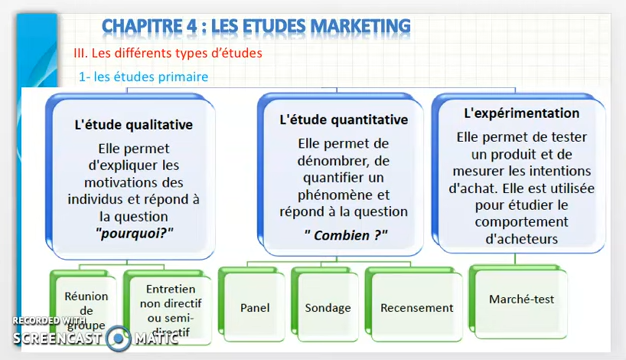 CHAPITRE 4 : LES ETUDES MARKETING
III. Les différents types d'études
1- les études primaire
L'étude qualitative
Elle permet
d'expliquer les
motivations des
individus et répond à
la question
"pourquoi?"
L'étude quantitative
Elle permet de
dénombrer, de
quantifier un
phénomène et
répond à la question
" Combien ?"
L'expérimentation
Elle permet de tester
un produit et de
mesurer les intentions
d'achat. Elle est utilisée
pour étudier le
comportement
d'acheteurs
Réunion
de
groupe
Entretien
non directif
ou semi-
directif
Panel
Sondage
Recensement
Marché-test
RECORDED WITH
SCREENCAST MATIC